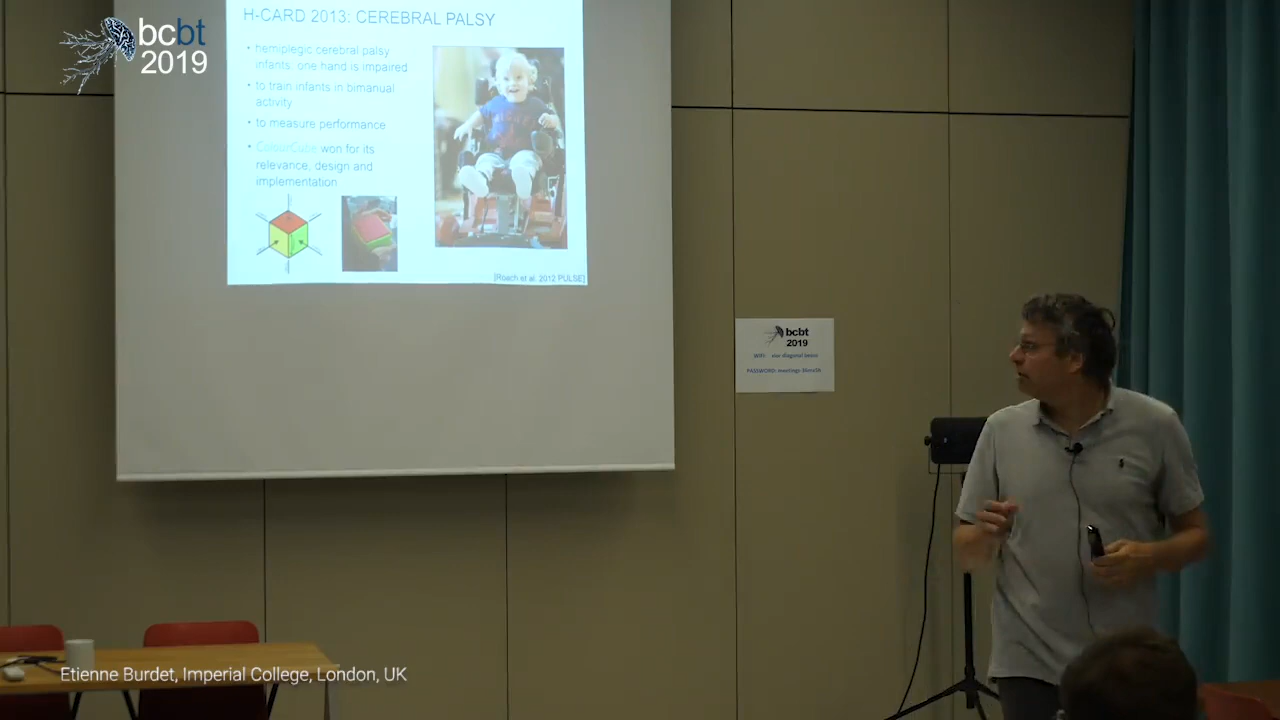 bcbt
2019
H-CARD 2013: CEREBRAL PALSY
• hemiplegic cerebral palsy
infants: one hand is impaired
• to train infants in bimanual
activity
• to measure performance
• ColourCube won for its
relevance, design and
implementation
[Roach et al. 2012 PULSE]
bcbt
2019
WIFI:
PASSWORD:
Etienne Burdet, Imperial College, London, UK